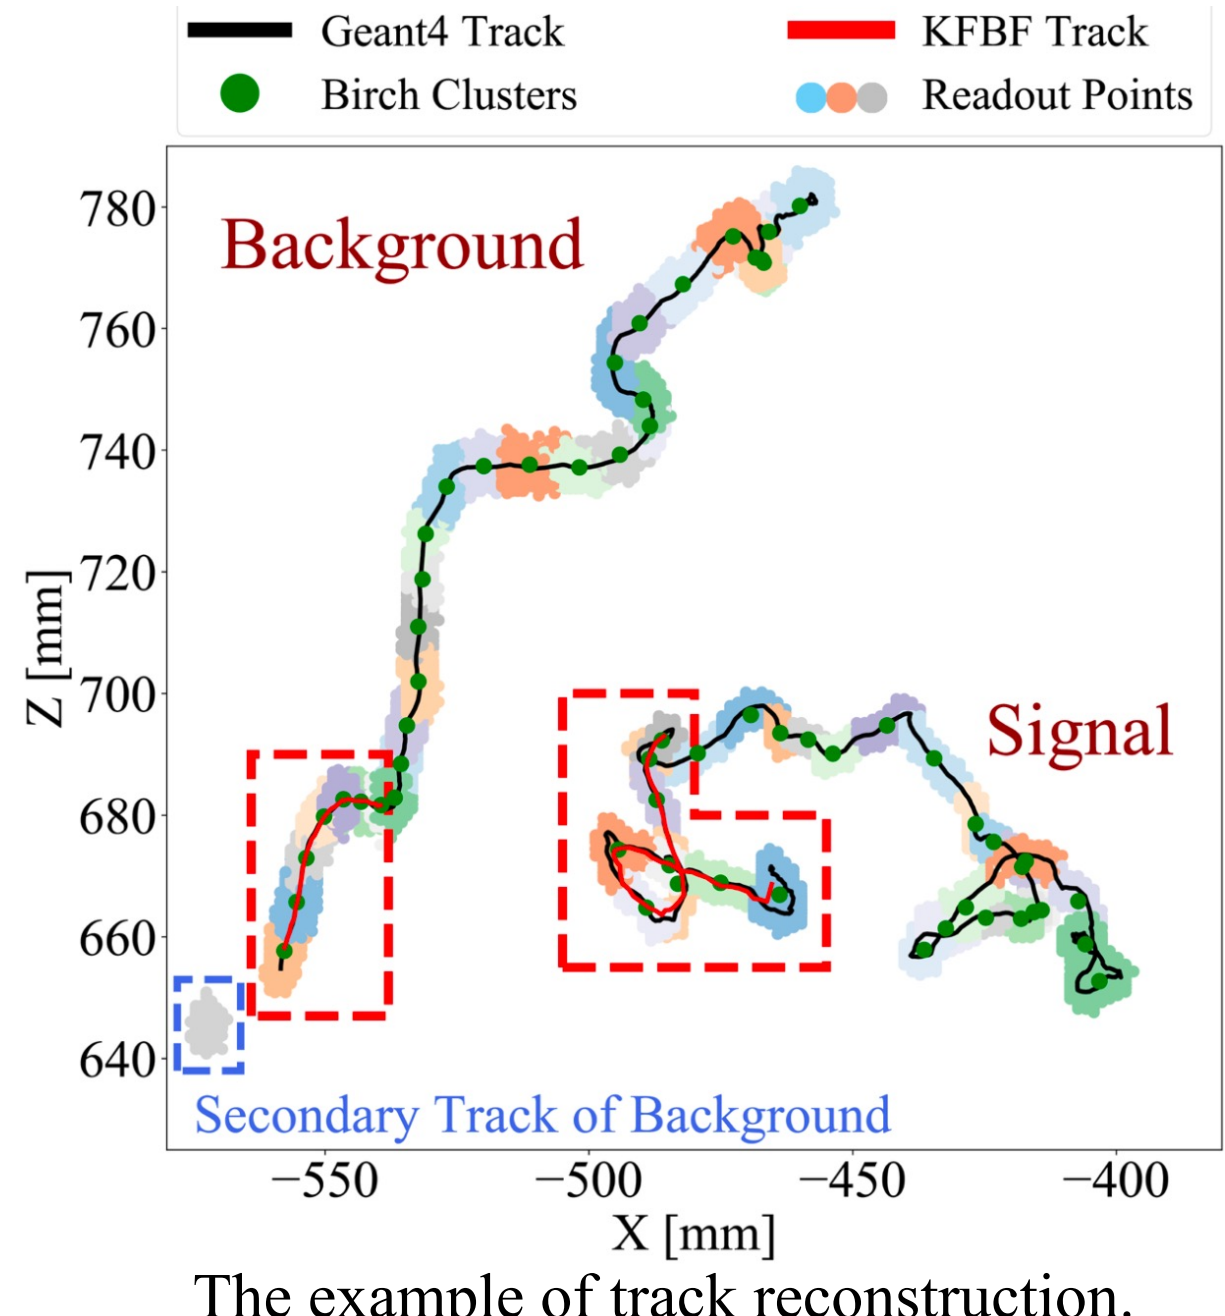 Geant4 Track
KFBF Track
Birch Clusters
Readout Points
780
760
740
720
700
680
660
640
Z [mm]
Background
Signal
Secondary Track of Background
−550
−500
−450
−400
X [mm]
The example of track reconstruction.